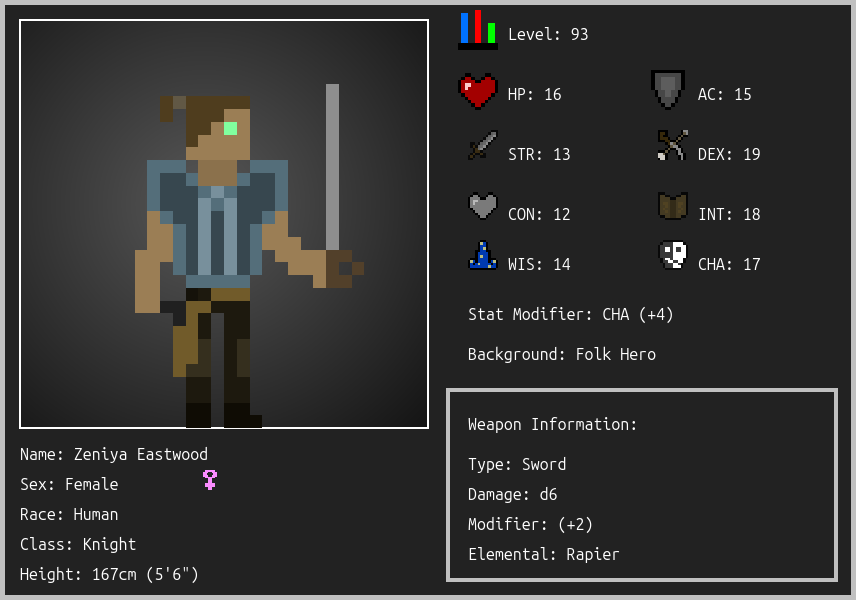 Level: 93
HP: 16
AC: 15
STR: 13
DEX: 19
CON: 12
INT: 18
WIS: 14
CHA: 17
Stat Modifier: CHA (+4)
Background: Folk Hero
Weapon Information:
Type: Sword
Damage: d6
Modifier: (+2)
Elemental: Rapier
Name: Zeniya Eastwood
Sex: Female
Race: Human
Class: Knight
Height: 167cm (5'6")